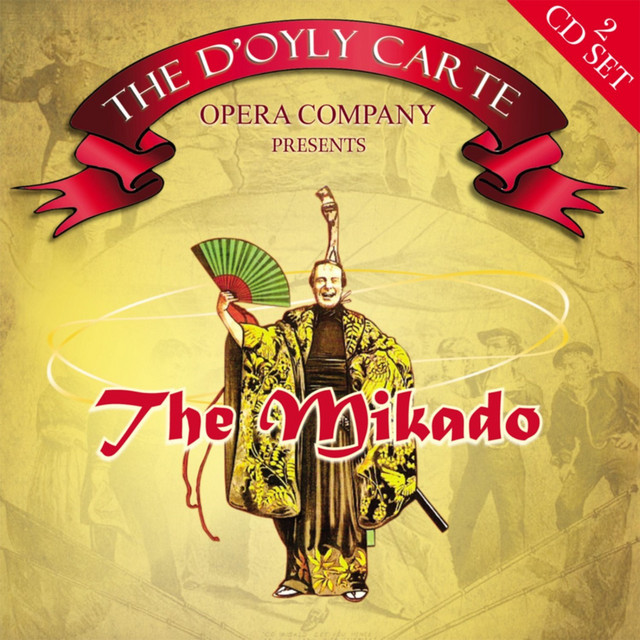 THE D'OYLY CARTE
OPERA COMPANY
PRESENTS
2
CD SET
The Mikado